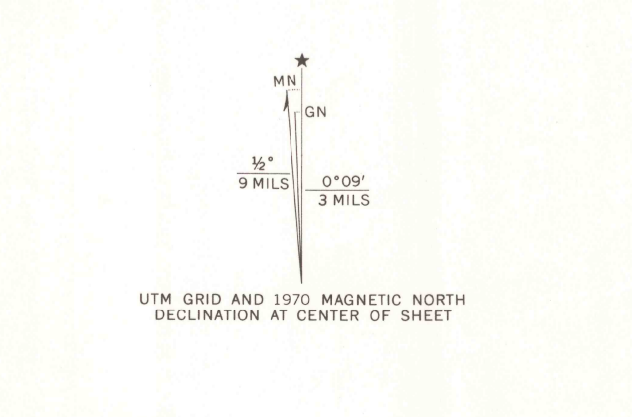 ★
MN
GN
½°
9 MILS
0°09′
3 MILS
UTM GRID AND 1970 MAGNETIC NORTH
DECLINATION AT CENTER OF SHEET